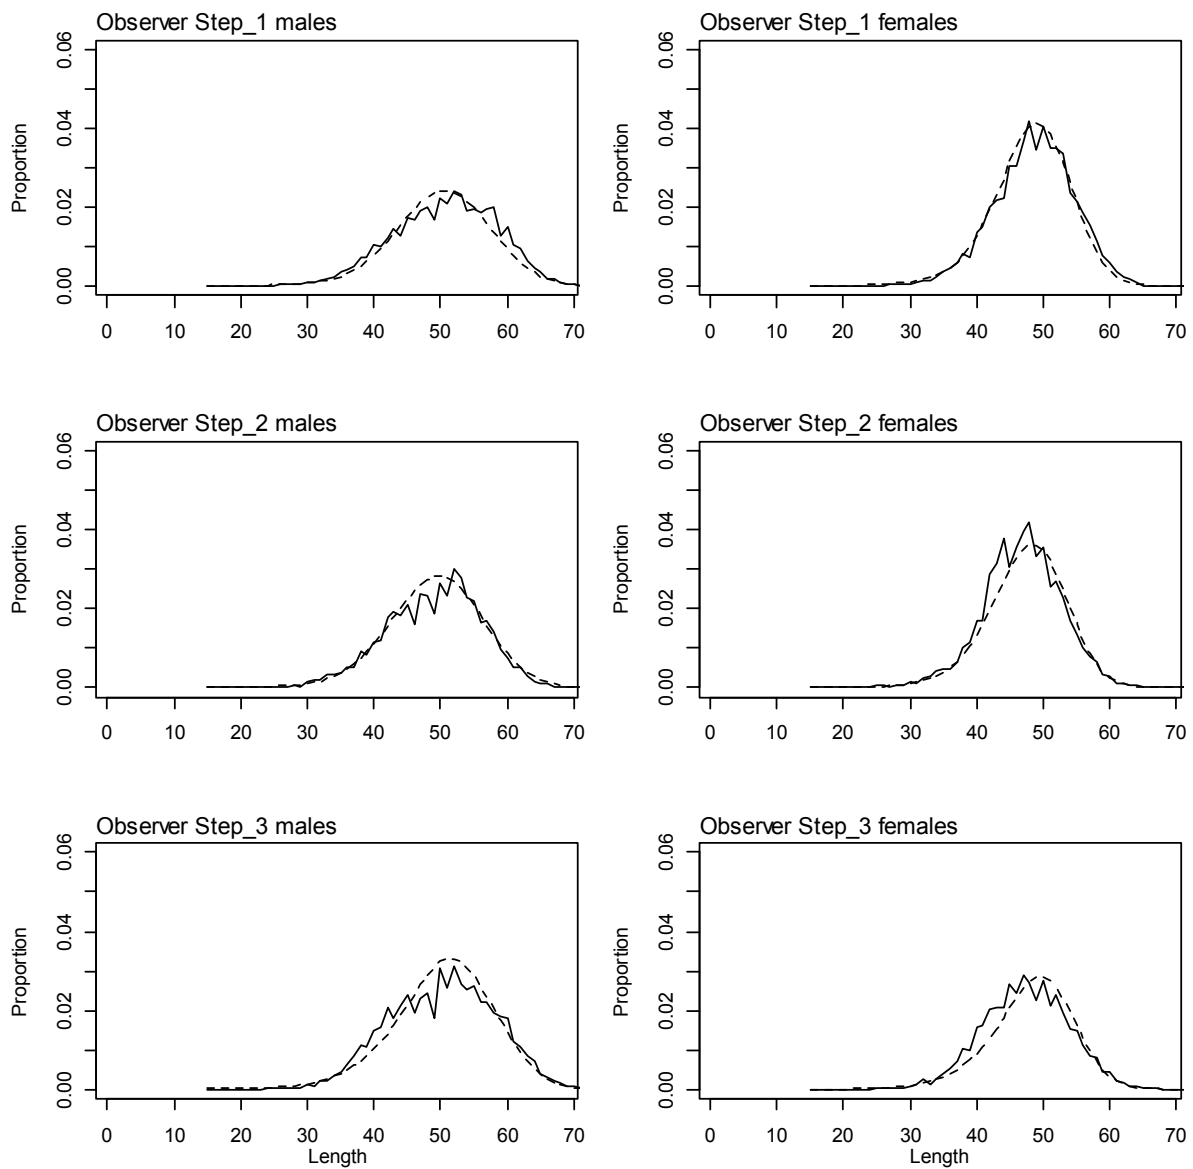 Observer Step_1 males
Proportion
0.06
0.04
0.02
0.00
0 10 20 30 40 50 60 70
Observer Step_1 females
Proportion
0.06
0.04
0.02
0.00
0 10 20 30 40 50 60 70
Observer Step_2 males
Proportion
0.06
0.04
0.02
0.00
0 10 20 30 40 50 60 70
Observer Step_2 females
Proportion
0.06
0.04
0.02
0.00
0 10 20 30 40 50 60 70
Observer Step_3 males
Proportion
0.06
0.04
0.02
0.00
0 10 20 30 40 50 60 70
Length
Observer Step_3 females
Proportion
0.06
0.04
0.02
0.00
0 10 20 30 40 50 60 70
Length